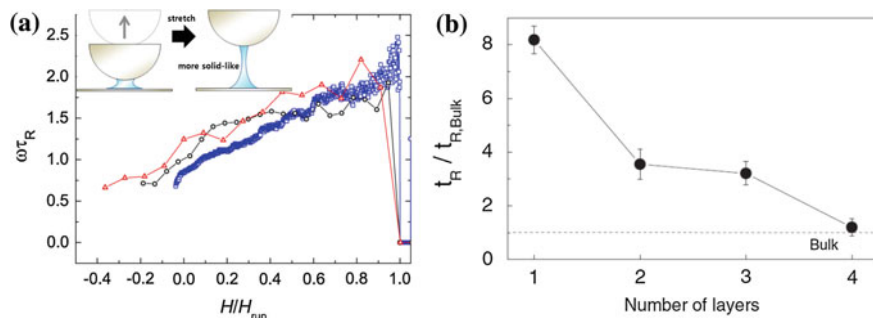 (a)
stretch
more solid-like
2.5
2.0
1.5
1.0
0.5
0.0
ωτR
-0.4 -0.2 0.0 0.2 0.4 0.6 0.8 1.0
H/Hrup
(b)
8
6
4
2
0
tR / tR,Bulk
Bulk
1 2 3 4
Number of layers